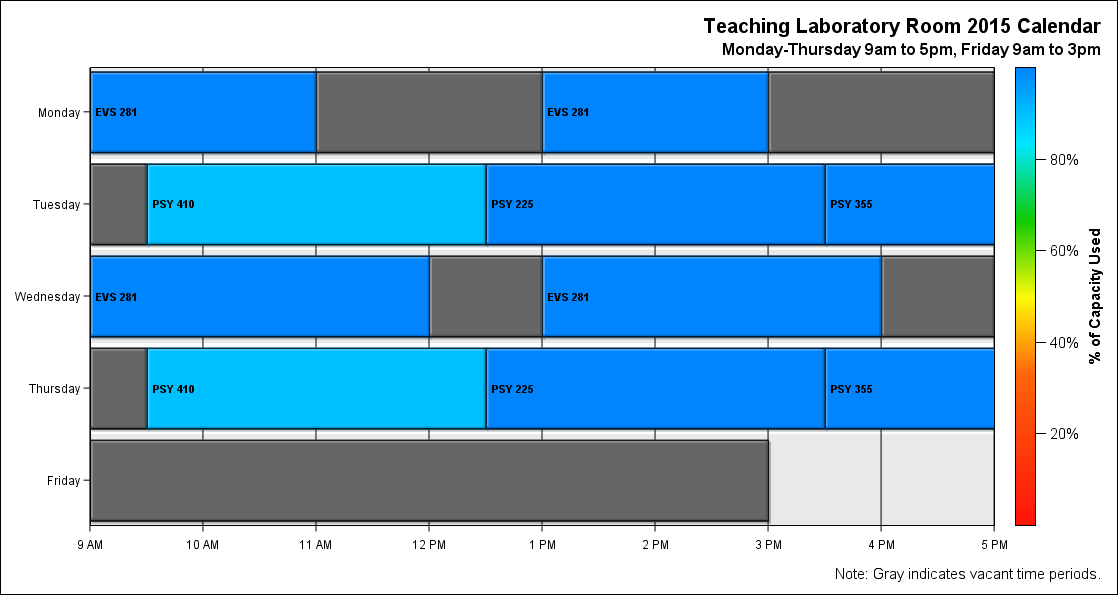 Teaching Laboratory Room 2015 Calendar
Monday-Thursday 9am to 5pm, Friday 9am to 3pm
Monday
EVS 281
EVS 281
Tuesday
PSY 410
PSY 225
PSY 355
Wednesday
EVS 281
EVS 281
Thursday
PSY 410
PSY 225
PSY 355
Friday
9 AM
10 AM
11 AM
12 PM
1 PM
2 PM
3 PM
4 PM
5 PM
80%
60%
40%
20%
% of Capacity Used
Note: Gray indicates vacant time periods.